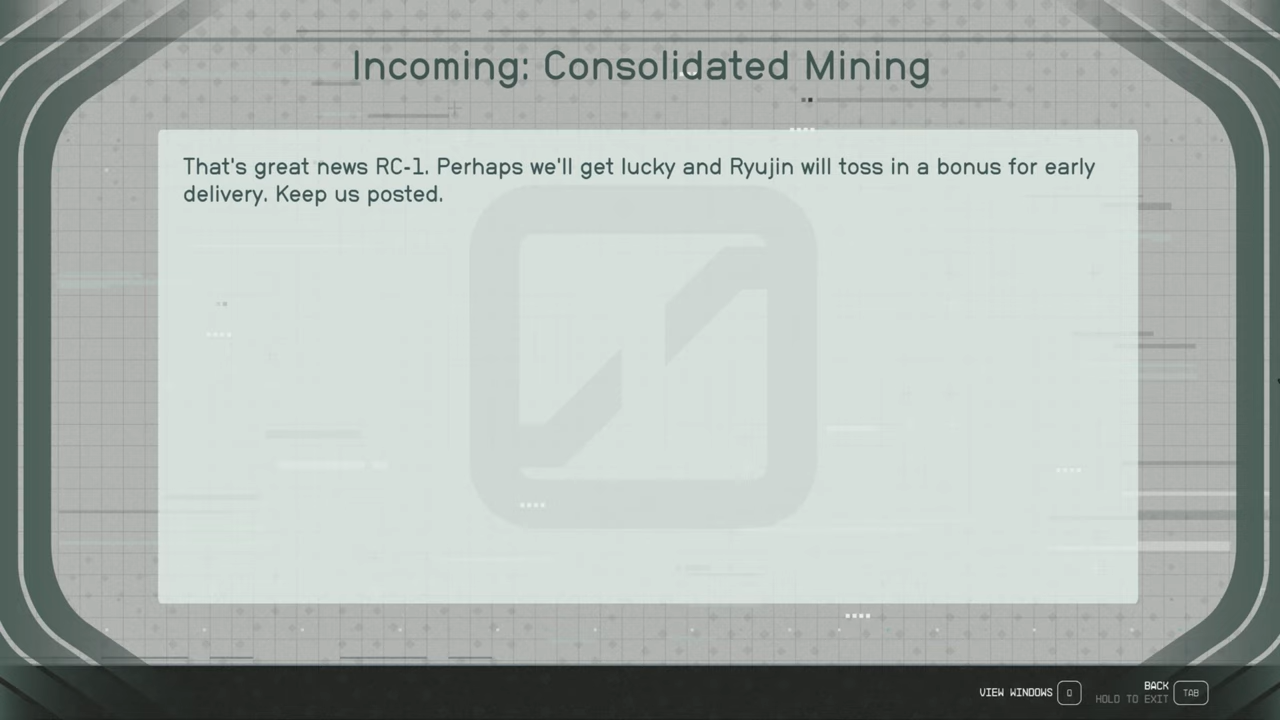 Incoming: Consolidated Mining
That's great news RC-1. Perhaps we'll get lucky and Ryujin will toss in a bonus for early
delivery. Keep us posted.
VIEW WINDOWS Q
BACK
HOLD TO EXIT TAB